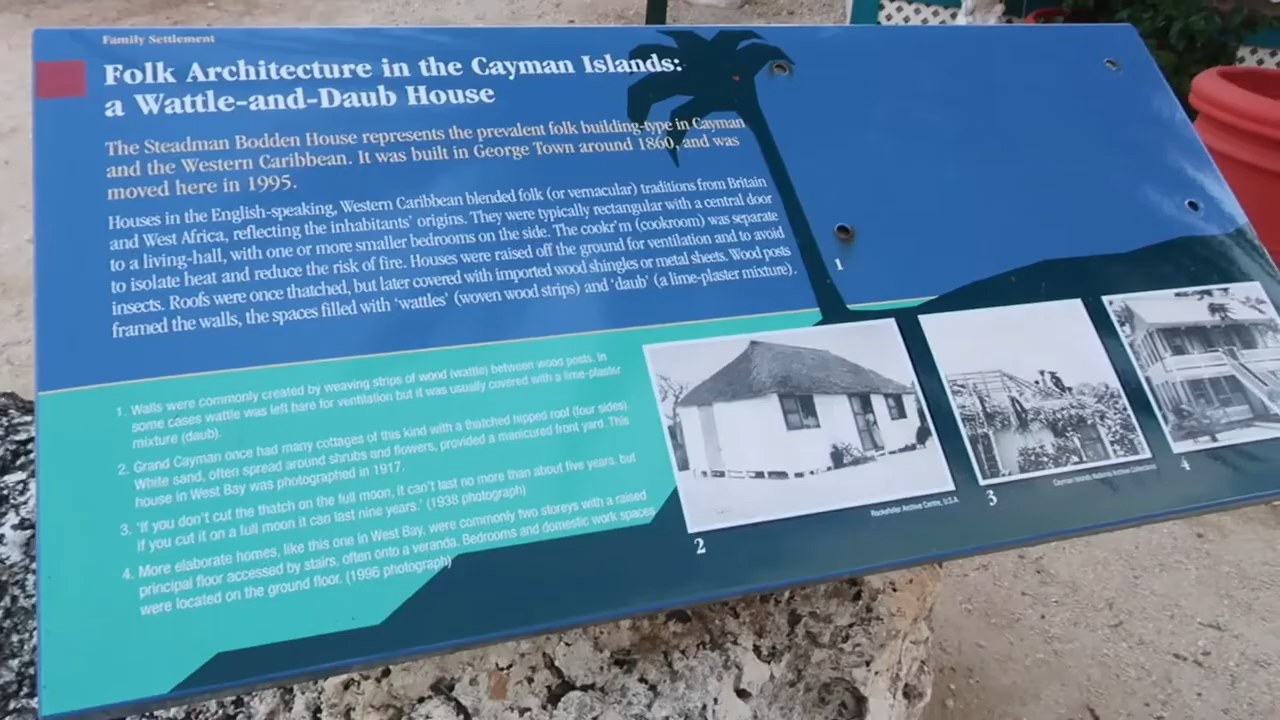 Family Settlement
Folk Architecture in the Cayman Islands:
a Wattle-and-Daub House
The Steadman Bodden House represents the prevalent folk building-type in Cayman
and the Western Caribbean. It was built in George Town around 1860, and was
moved here in 1995.
Houses in the English-speaking, Western Caribbean blended folk (or vernacular) traditions from Britain
and West Africa, reflecting the inhabitants' origins. They were typically rectangular with a central door
to a living-hall, with one or more smaller bedrooms on the side. The cookr'm (cookroom) was separate
to isolate heat and reduce the risk of fire. Houses were raised off the ground for ventilation and to avoid
insects. Roofs were once thatched, but later covered with imported wood shingles or metal sheets. Wood posts
framed the walls, the spaces filled with 'wattles' (woven wood strips) and 'daub' (a lime-plaster mixture).
1. Walls were commonly created by weaving strips of wood (wattle) between wood posts. In
some cases wattle was left bare for ventilation but it was usually covered with a lime-plaster
mixture (daub).
2. Grand Cayman once had many cottages of this kind with a thatched hipped roof (four sides)
White sand, often spread around shrubs and flowers, provided a manicured front yard. This
house in West Bay was photographed in 1917.
3. 'If you don't cut the thatch on the full moon, it can't last no more than about five years, but
if you cut it on a full moon it can last nine years.' (1938 photograph)
4. More elaborate homes, like this one in West Bay, were commonly two storeys with a raised
principal floor accessed by stairs, often onto a veranda. Bedrooms and domestic work spaces
were located on the ground floor. (1996 photograph)
1
Rockefeller Archive Centre, U.S.A
Cayman Islands National Archive Collections
2
3
4